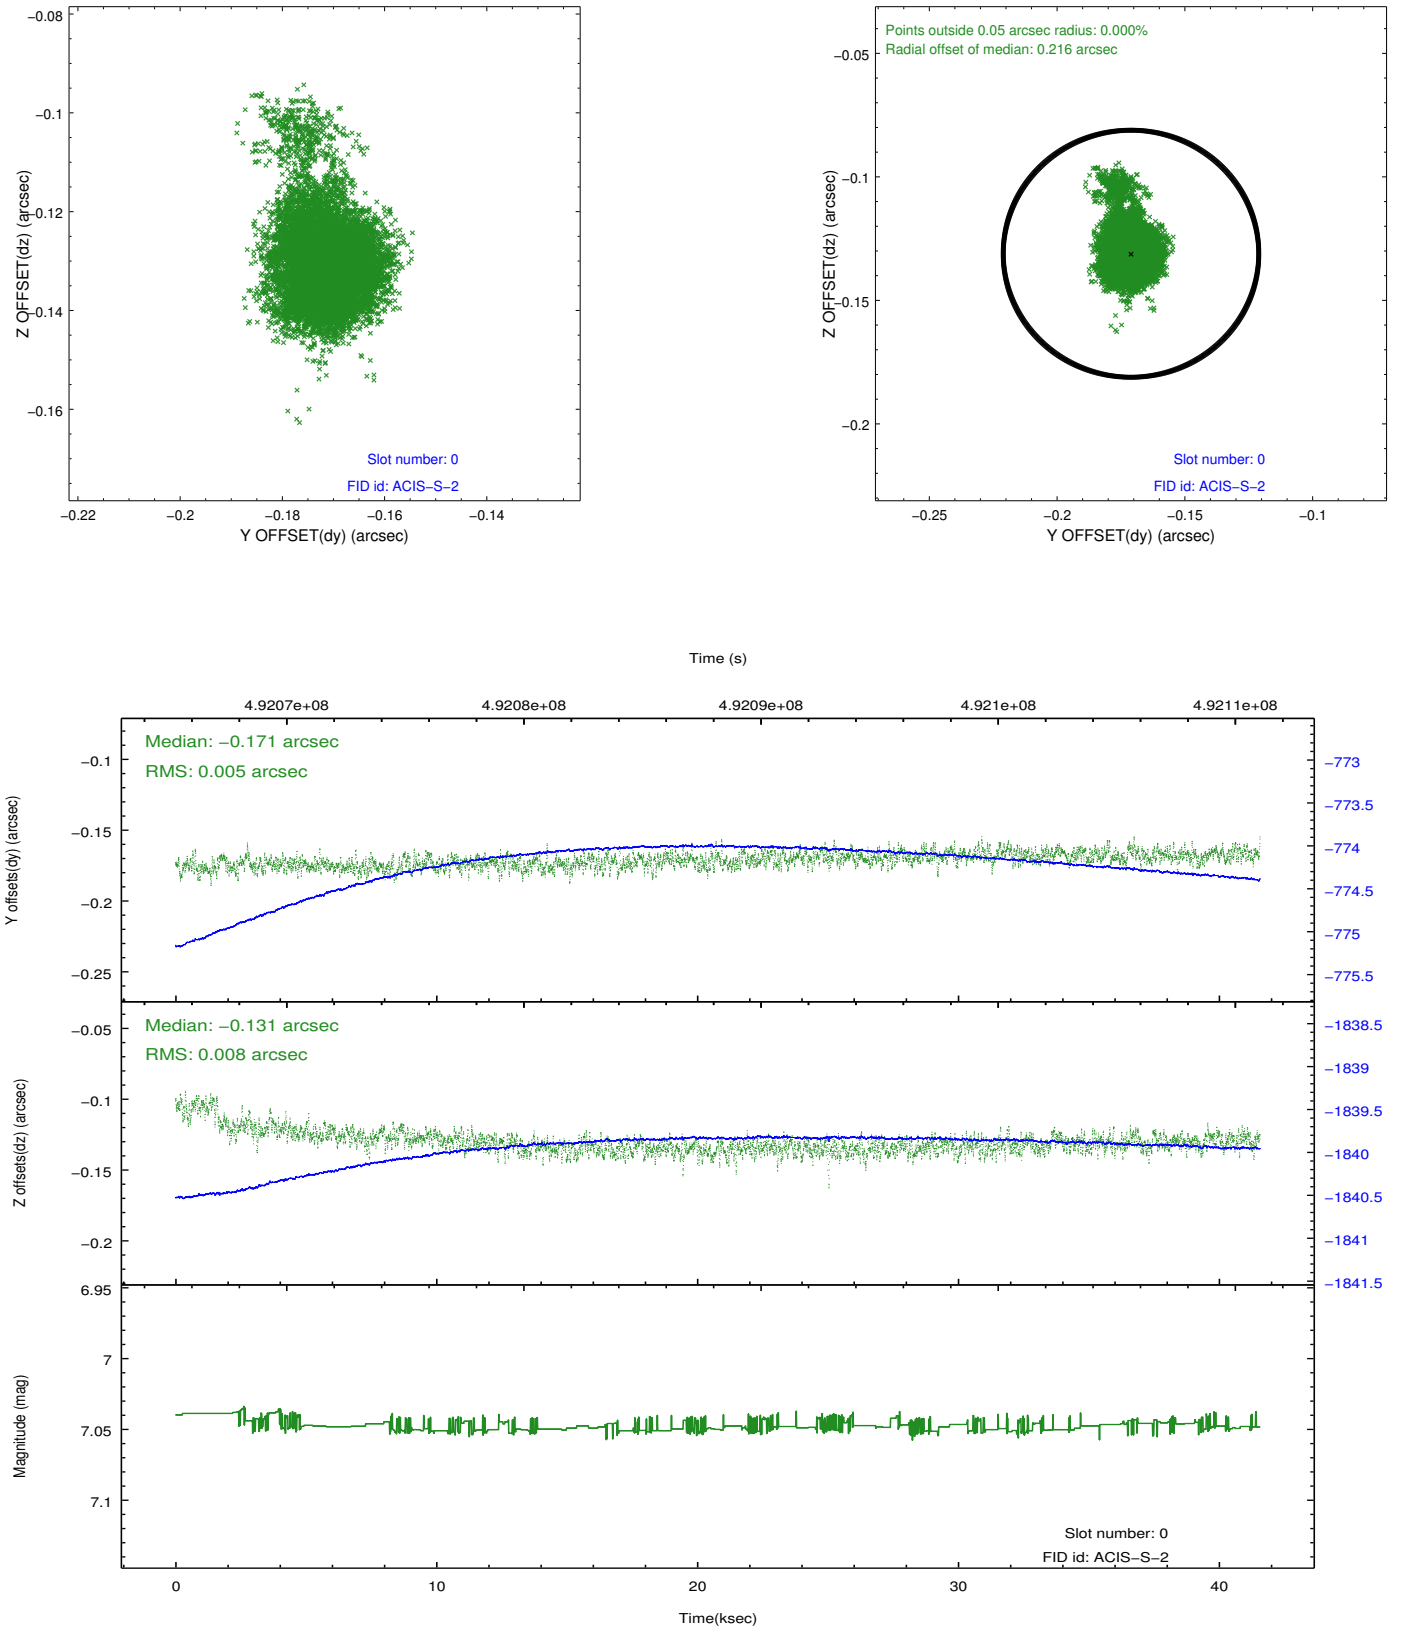 −0.08
−0.1
−0.12
−0.14
−0.16
Z OFFSET(dz) (arcsec)
Slot number: 0
FID id: ACIS−S−2
−0.22
−0.2
−0.18
−0.16
−0.14
Y OFFSET(dy) (arcsec)
Points outside 0.05 arcsec radius: 0.000%
Radial offset of median: 0.216 arcsec
−0.05
−0.1
−0.15
−0.2
Z OFFSET(dz) (arcsec)
Slot number: 0
FID id: ACIS−S−2
−0.25
−0.2
−0.15
−0.1
Y OFFSET(dy) (arcsec)
Time (s)
4.9207e+08
4.9208e+08
4.9209e+08
4.921e+08
4.9211e+08
Median: −0.171 arcsec
RMS: 0.005 arcsec
−0.1
−0.15
−0.2
−0.25
Y offsets(dy) (arcsec)
−773
−773.5
−774
−774.5
−775
−775.5
Median: −0.131 arcsec
RMS: 0.008 arcsec
−0.05
−0.1
−0.15
−0.2
Z offsets(dz) (arcsec)
−1838.5
−1839
−1839.5
−1840
−1840.5
−1841
−1841.5
6.95
7
7.05
7.1
Magnitude (mag)
Slot number: 0
FID id: ACIS−S−2
0
10
20
30
40
Time(ksec)